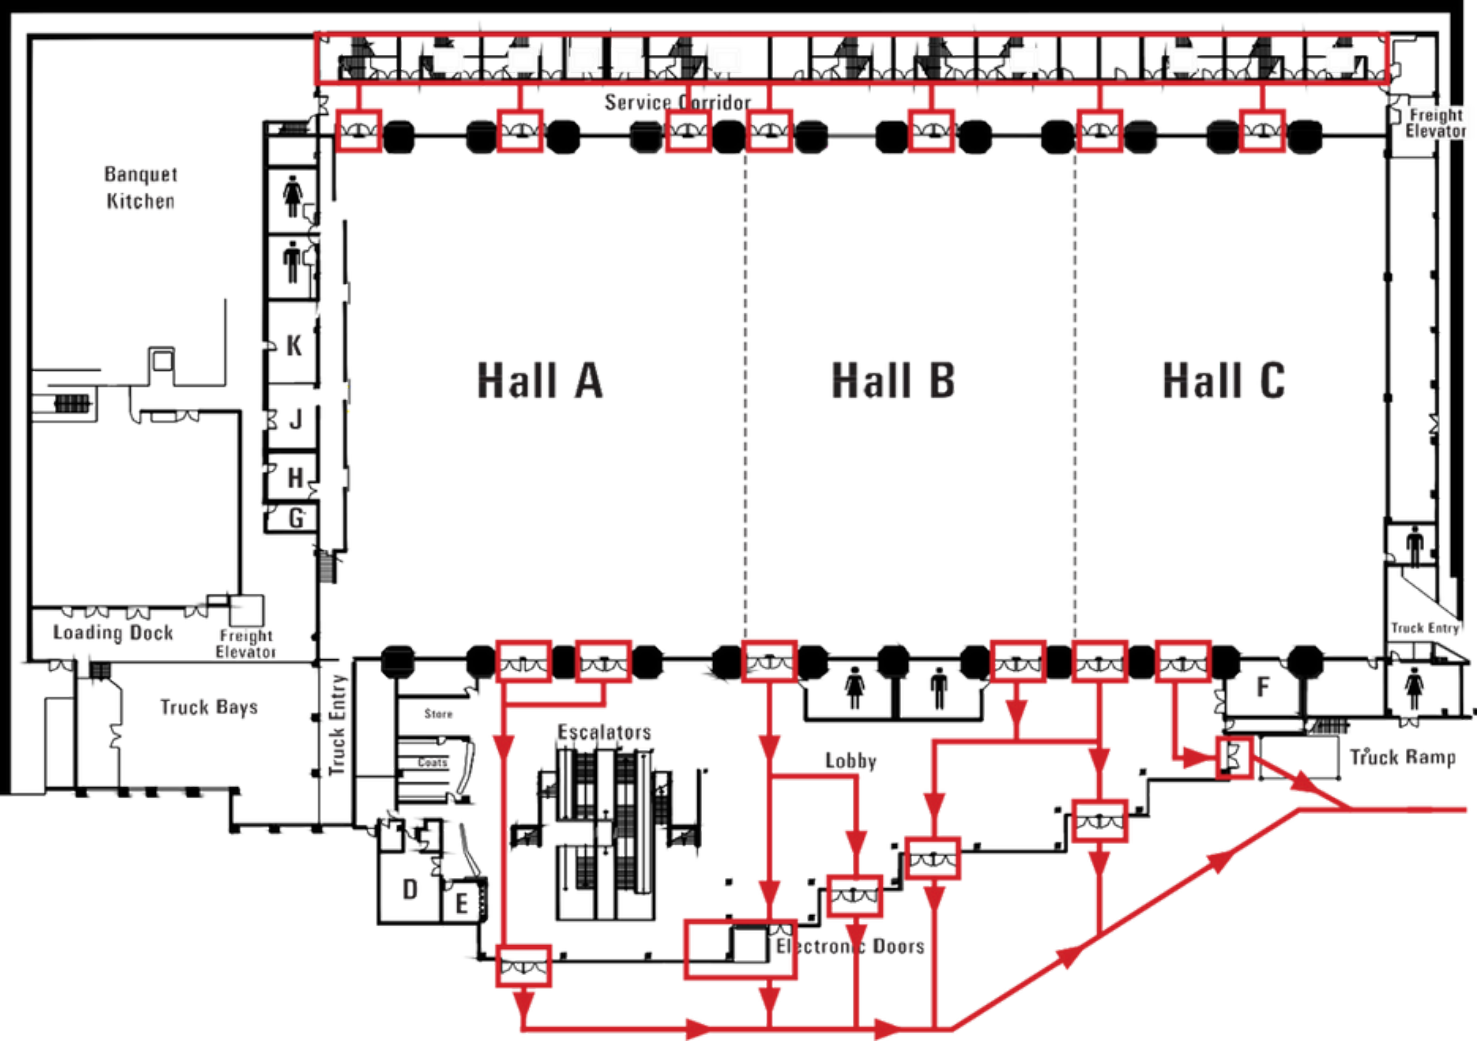 Service Corridor
Freight
Elevator
Banquet
Kitchen
K
Hall A
Hall B
Hall C
J
H
G
Loading Dock
Freight
Elevator
Truck Entry
Truck Bays
Truck Entry
Store
F
Escalators
Coats
Lobby
Truck Ramp
D
E
Electronic Doors